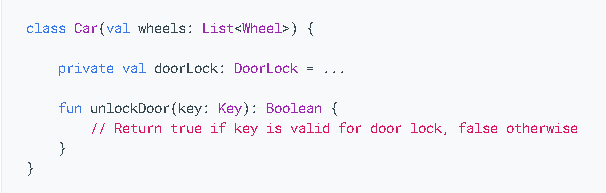 class Car(val wheels: List<Wheel>) {
    private val doorLock: DoorLock = ...
    fun unlockDoor(key: Key): Boolean {
        // Return true if key is valid for door lock, false otherwise
    }
}